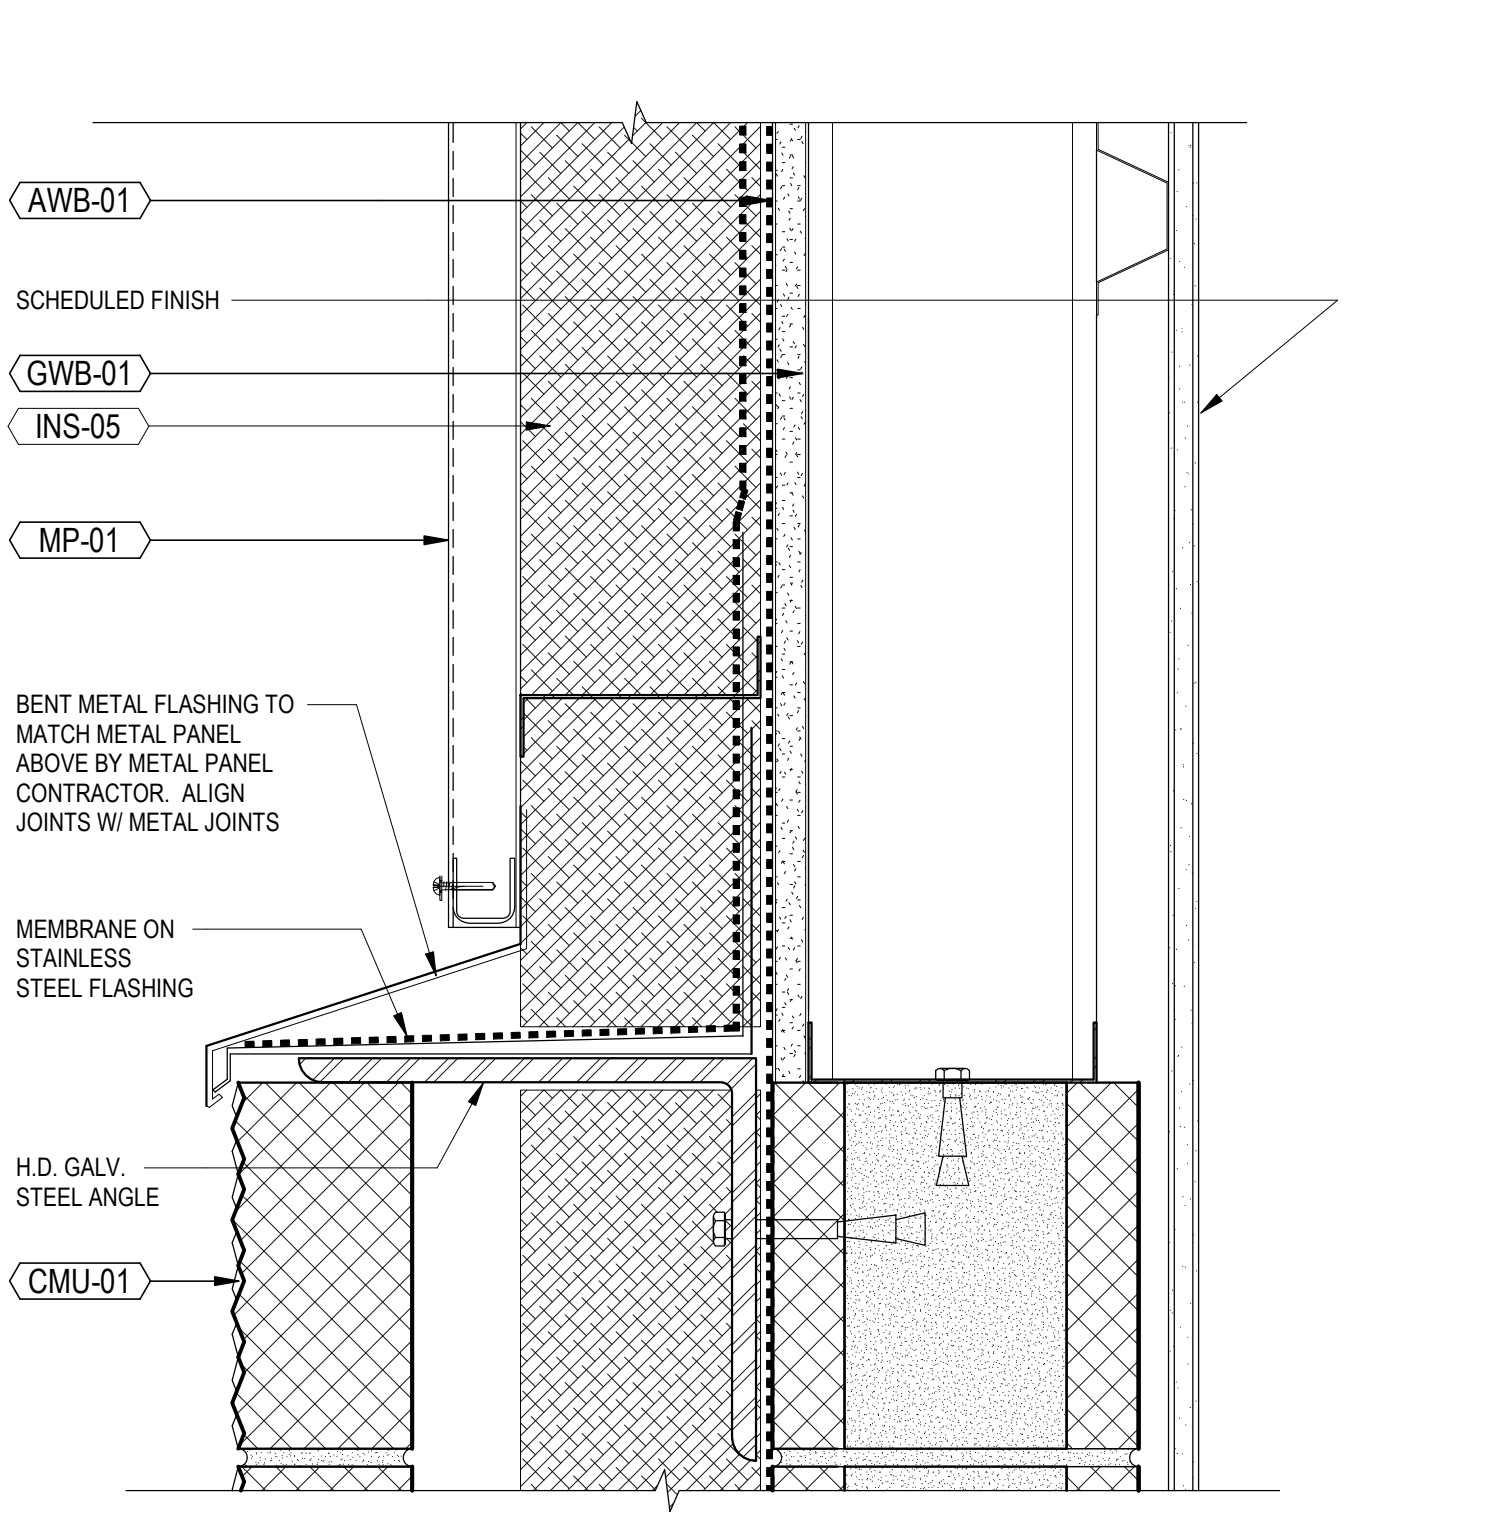 AWB-01
SCHEDULED FINISH
GWB-01
INS-05
MP-01
BENT METAL FLASHING TO
MATCH METAL PANEL
ABOVE BY METAL PANEL
CONTRACTOR. ALIGN
JOINTS W/ METAL JOINTS
MEMBRANE ON
STAINLESS
STEEL FLASHING
H.D. GALV.
STEEL ANGLE
CMU-01